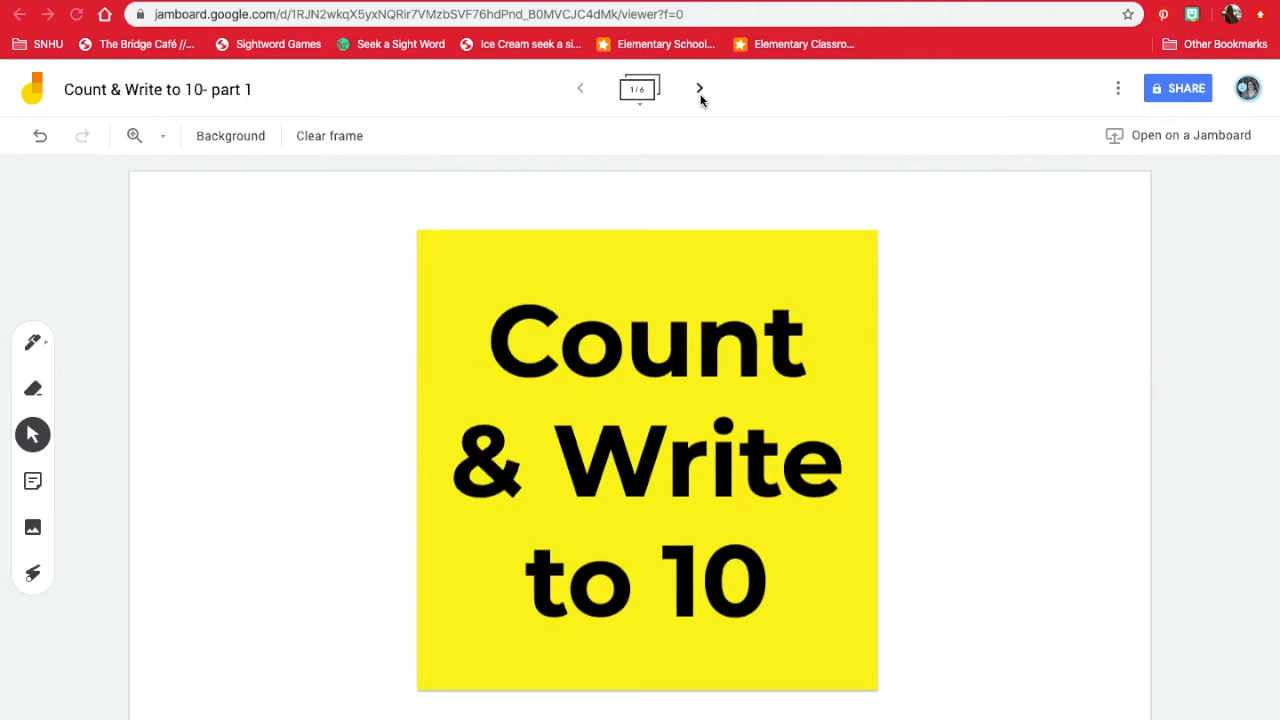 jamboard.google.com/d/1RJN2wkqX5yxNQRir7VMzbSVF76hdPnd_B0MVCJC4dMk/viewer?f=0
SNHU The Bridge Café //... Sightword Games Seek a Sight Word Ice Cream seek a si... Elementary School... Elementary Classro... Other Bookmarks
Count & Write to 10- part 1 1/6 SHARE
Background Clear frame Open on a Jamboard
Count
& Write
to 10